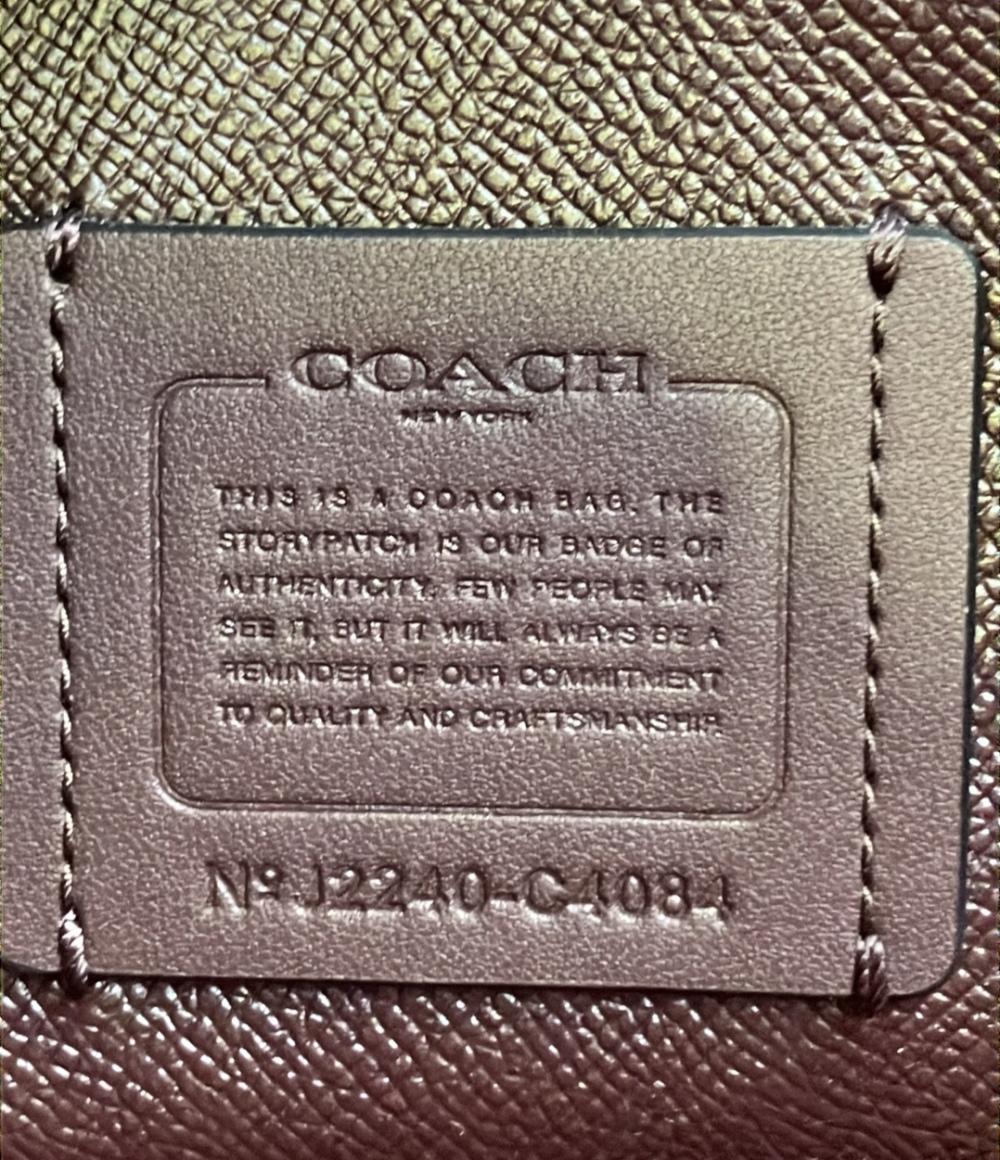 COACH
NEW YORK
THIS IS A COACH BAG. THE
STORYPATCH IS OUR BADGE OF
AUTHENTICITY. FEW PEOPLE MAY
SEE IT, BUT IT WILL ALWAYS BE A
REMINDER OF OUR COMMITMENT
TO QUALITY AND CRAFTSMANSHIP.
Nº J2240-C4084